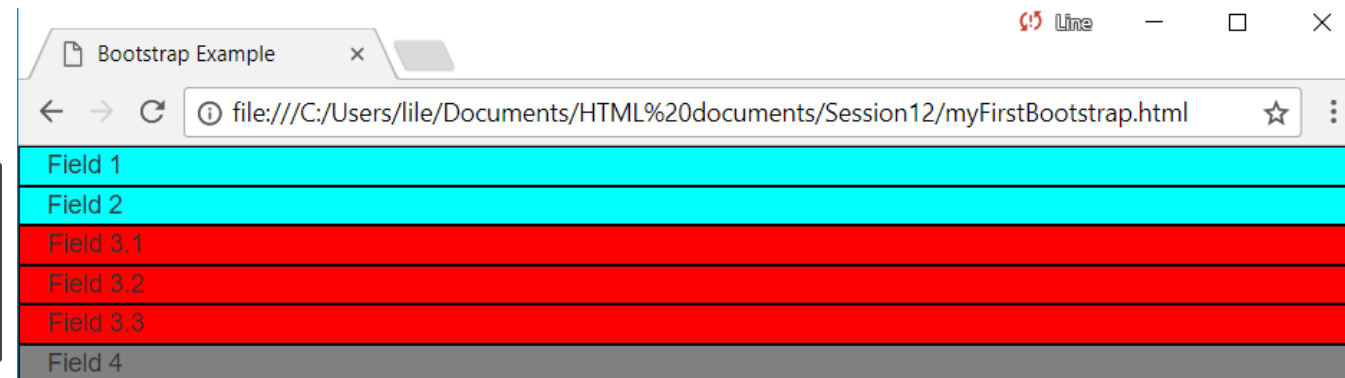 Line
Bootstrap Example
file:///C:/Users/lile/Documents/HTML%20documents/Session12/myFirstBootstrap.html
Field 1
Field 2
Field 3.1
Field 3.2
Field 3.3
Field 4